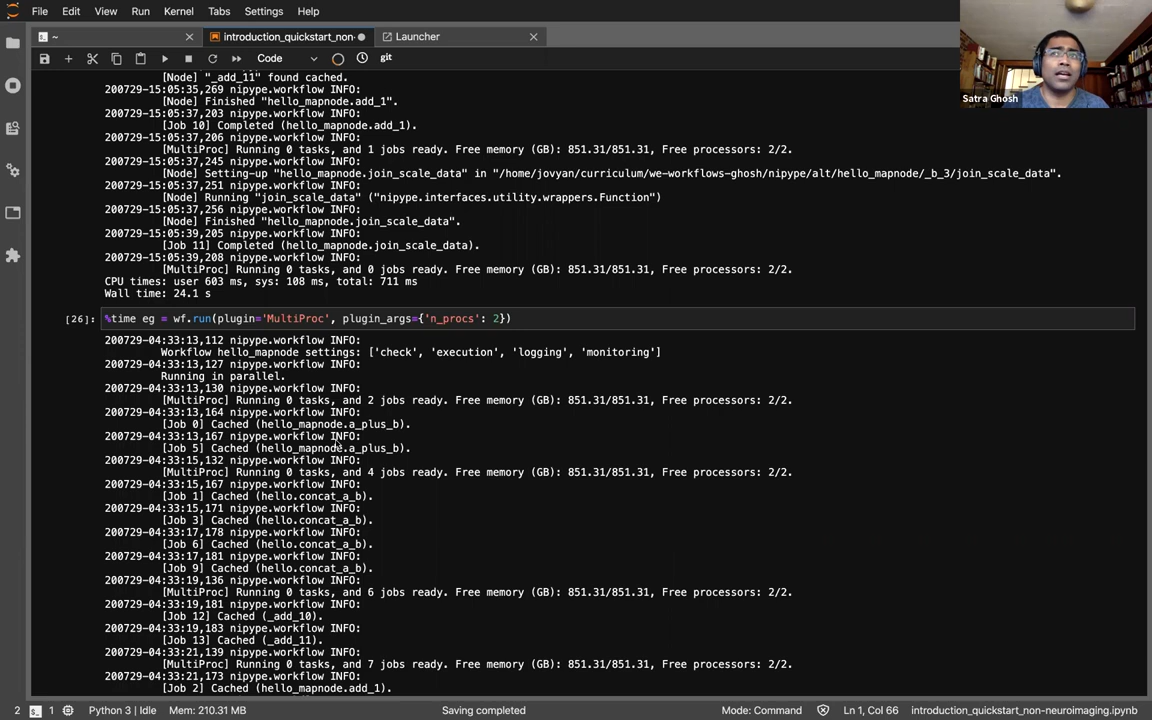 File Edit View Run Kernel Tabs Settings Help
~ introduction_quickstart_non- Launcher
Code git
[Node] "_add_11" found cached.
200729-15:05:35,269 nipype.workflow INFO:
[Node] Finished "hello_mapnode.add_1".
200729-15:05:37,203 nipype.workflow INFO:
[Job 10] Completed (hello_mapnode.add_1).
200729-15:05:37,206 nipype.workflow INFO:
[MultiProc] Running 0 tasks, and 1 jobs ready. Free memory (GB): 851.31/851.31, Free processors: 2/2.
200729-15:05:37,245 nipype.workflow INFO:
[Node] Setting-up "hello_mapnode.join_scale_data" in "/home/jovyan/curriculum/we-workflows-ghosh/nipype/alt/hello_mapnode/_b_3/join_scale_data".
200729-15:05:37,251 nipype.workflow INFO:
[Node] Running "join_scale_data" ("nipype.interfaces.utility.wrappers.Function")
200729-15:05:37,256 nipype.workflow INFO:
[Node] Finished "hello_mapnode.join_scale_data".
200729-15:05:39,205 nipype.workflow INFO:
[Job 11] Completed (hello_mapnode.join_scale_data).
200729-15:05:39,208 nipype.workflow INFO:
[MultiProc] Running 0 tasks, and 0 jobs ready. Free memory (GB): 851.31/851.31, Free processors: 2/2.
CPU times: user 603 ms, sys: 108 ms, total: 711 ms
Wall time: 24.1 s
[26]: %time eg = wf.run(plugin='MultiProc', plugin_args={'n_procs': 2})
200729-04:33:13,112 nipype.workflow INFO:
Workflow hello_mapnode settings: ['check', 'execution', 'logging', 'monitoring']
200729-04:33:13,127 nipype.workflow INFO:
Running in parallel.
200729-04:33:13,130 nipype.workflow INFO:
[MultiProc] Running 0 tasks, and 2 jobs ready. Free memory (GB): 851.31/851.31, Free processors: 2/2.
200729-04:33:13,164 nipype.workflow INFO:
[Job 0] Cached (hello_mapnode.a_plus_b).
200729-04:33:13,167 nipype.workflow INFO:
[Job 5] Cached (hello_mapnode.a_plus_b).
200729-04:33:15,132 nipype.workflow INFO:
[MultiProc] Running 0 tasks, and 4 jobs ready. Free memory (GB): 851.31/851.31, Free processors: 2/2.
200729-04:33:15,167 nipype.workflow INFO:
[Job 1] Cached (hello.concat_a_b).
200729-04:33:15,171 nipype.workflow INFO:
[Job 3] Cached (hello.concat_a_b).
200729-04:33:17,178 nipype.workflow INFO:
[Job 6] Cached (hello.concat_a_b).
200729-04:33:17,181 nipype.workflow INFO:
[Job 9] Cached (hello.concat_a_b).
200729-04:33:19,136 nipype.workflow INFO:
[MultiProc] Running 0 tasks, and 6 jobs ready. Free memory (GB): 851.31/851.31, Free processors: 2/2.
200729-04:33:19,181 nipype.workflow INFO:
[Job 12] Cached (_add_10).
200729-04:33:19,183 nipype.workflow INFO:
[Job 13] Cached (_add_11).
200729-04:33:21,139 nipype.workflow INFO:
[MultiProc] Running 0 tasks, and 7 jobs ready. Free memory (GB): 851.31/851.31, Free processors: 2/2.
200729-04:33:21,173 nipype.workflow INFO:
[Job 2] Cached (hello_mapnode.add_1).
Satra Ghosh
2 1 Python 3 | Idle Mem: 210.31 MB Saving completed Mode: Command Ln 1, Col 66 introduction_quickstart_non-neuroimaging.ipynb